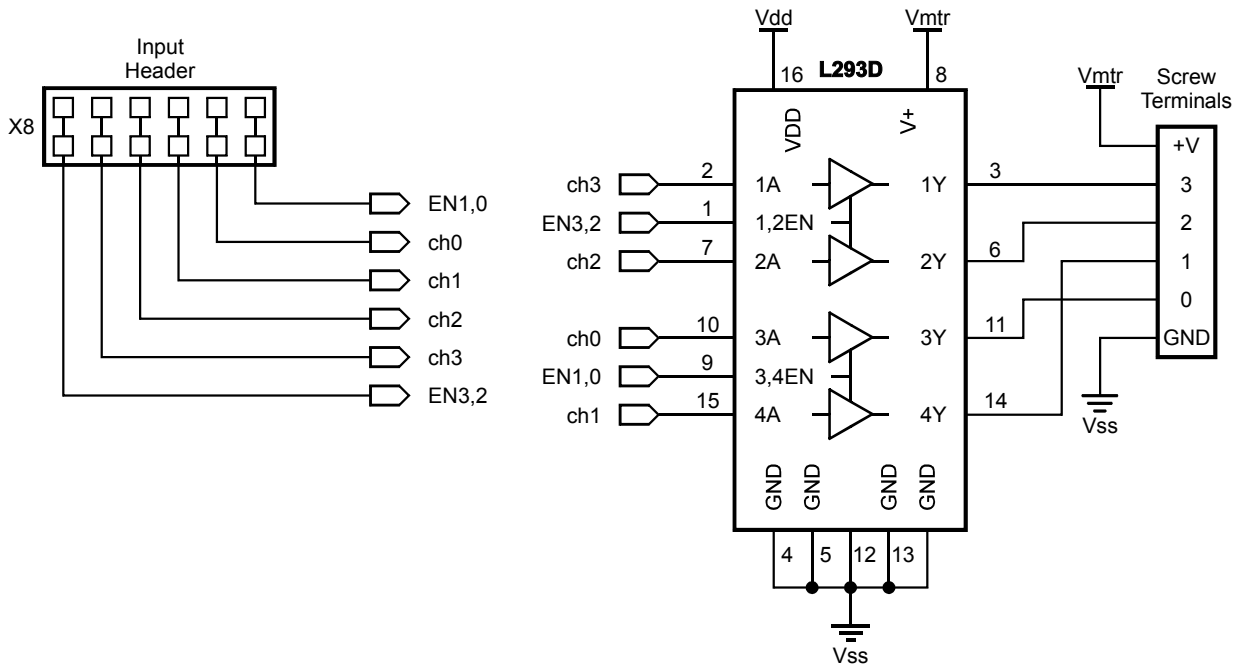 Input
Header
X8
EN1,0
ch0
ch1
ch2
ch3
EN3,2
Vdd
Vmtr
16
L293D
8
VDD
V+
ch3
2
1A
1Y
3
EN3,2
1
1,2EN
ch2
7
2A
2Y
6
ch0
10
3A
3Y
11
EN1,0
9
3,4EN
ch1
15
4A
4Y
14
GND
GND
GND
GND
4
5
12
13
Vss
Vmtr
Screw
Terminals
+V
3
2
1
0
GND
Vss